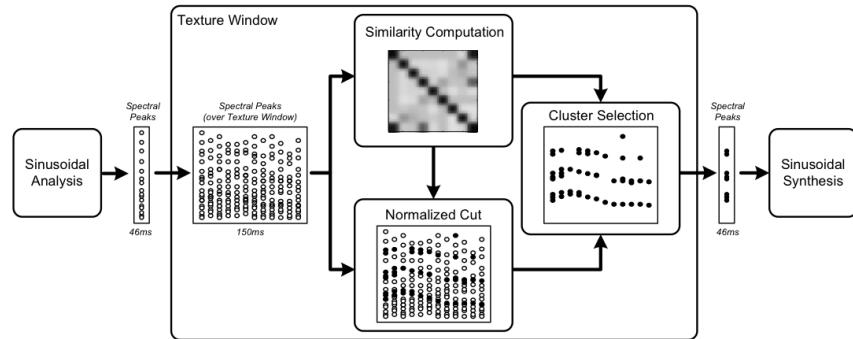 Texture Window
Sinusoidal
Analysis
Spectral
Peaks
46ms
Spectral Peaks
(over Texture Window)
150ms
Similarity Computation
Normalized Cut
Cluster Selection
Spectral
Peaks
46ms
Sinusoidal
Synthesis